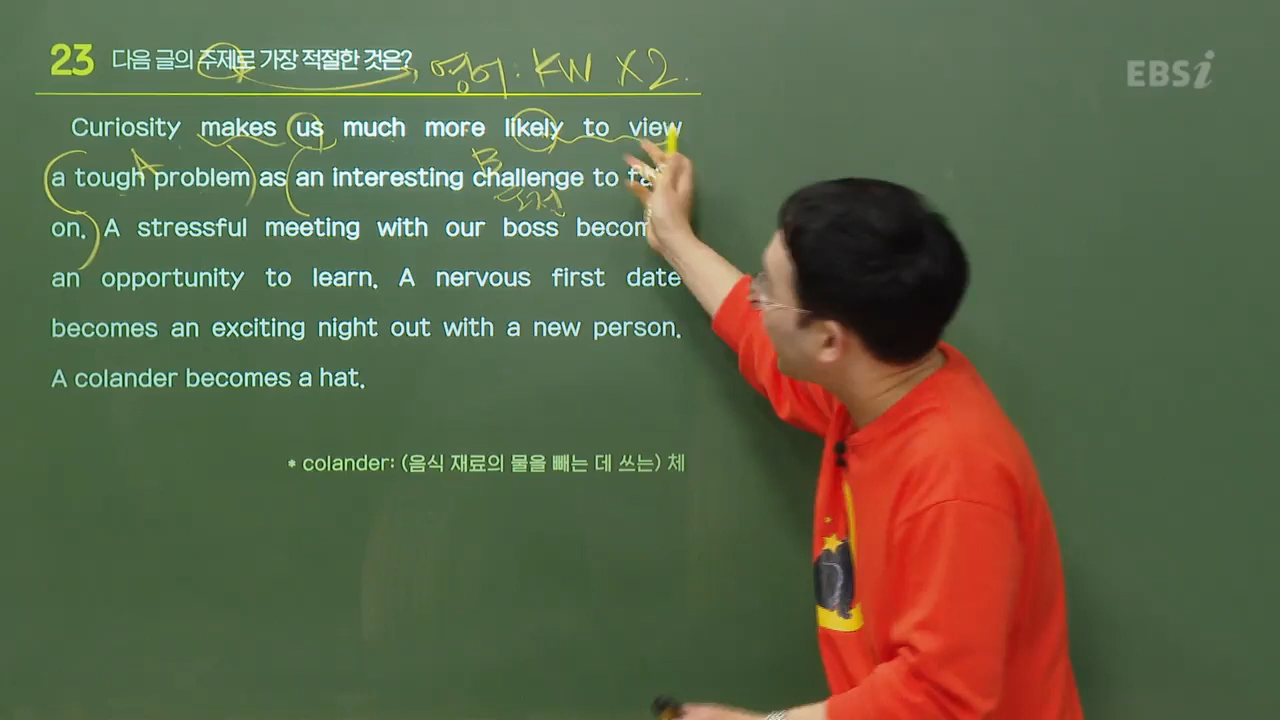 23 다음 글의 주제로 가장 적절한 것은? 영어. KW X2.
EBSi
Curiosity makes us much more likely to view
A B
a tough problem as an interesting challenge to
도전
on. A stressful meeting with our boss
an opportunity to learn. A nervous first date
becomes an exciting night out with a new person.
A colander becomes a hat.
* colander: (음식 재료의 물을 빼는 데 쓰는) 체